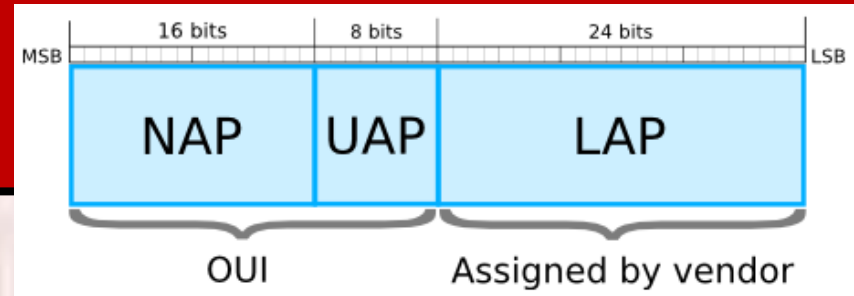 16 bits 8 bits 24 bits
MSB LSB
NAP UAP LAP
OUI Assigned by vendor